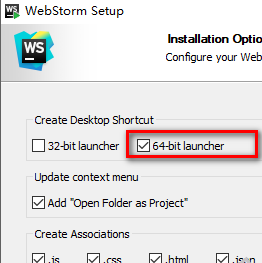 WebStorm Setup
WS
Installation Optio
Configure your Web
Create Desktop Shortcut
32-bit launcher 64-bit launcher
Update context menu
Add "Open Folder as Project"
Create Associations
.js .css .html .json